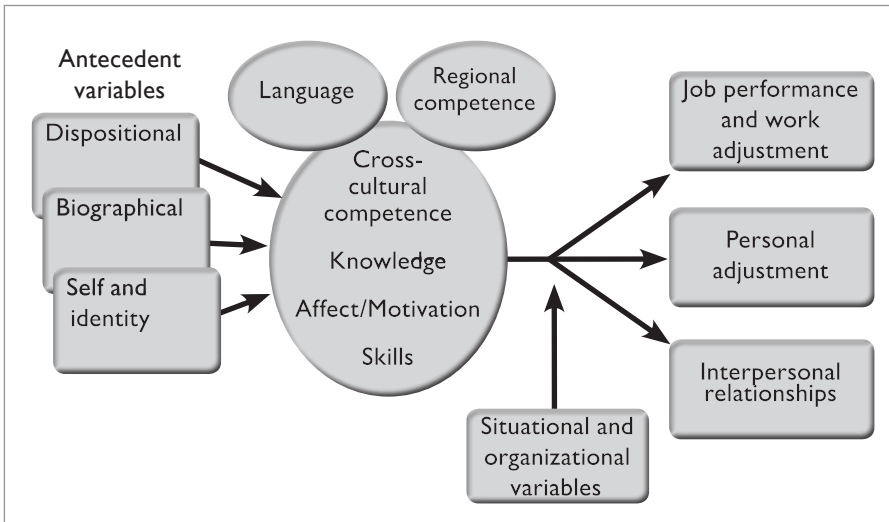 Antecedent
variables
Dispositional
Biographical
Self and
identity
Language
Regional
competence
Cross-
cultural
competence
Knowledge
Affect/Motivation
Skills
Situational and
organizational
variables
Job performance
and work
adjustment
Personal
adjustment
Interpersonal
relationships